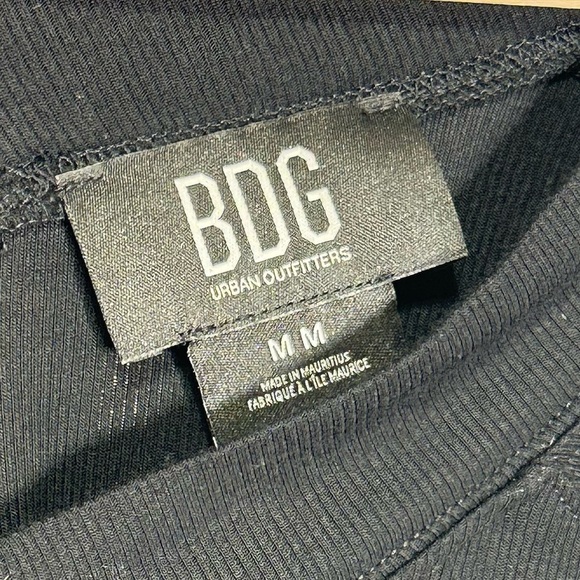 BDG
URBAN OUTFITTERS
M M
MADE IN MAURITIUS
FABRIQUÉ À L'ÎLE MAURICE